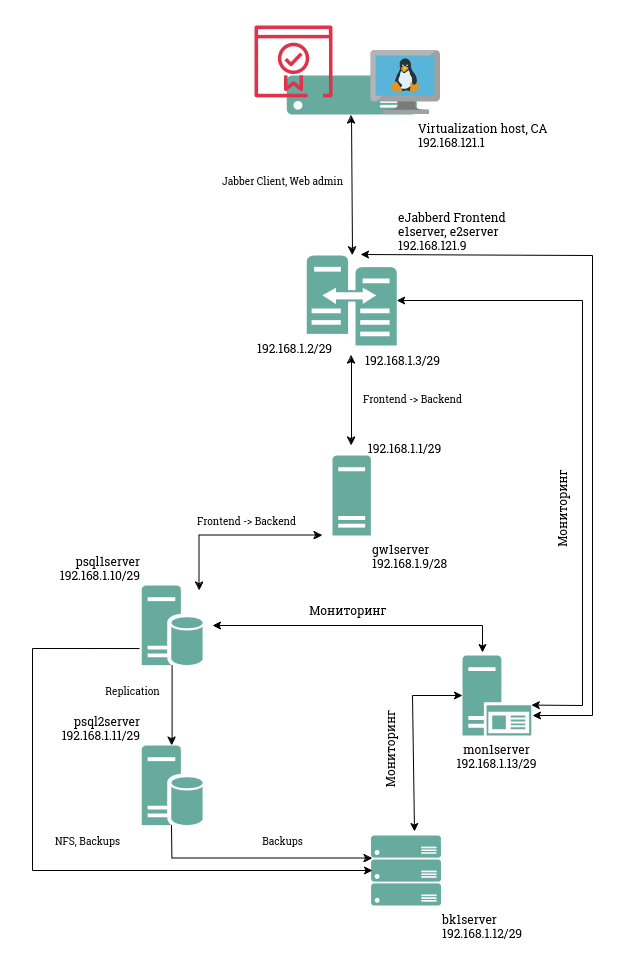 Virtualization host, CA
192.168.121.1
Jabber Client, Web admin
eJabberd Frontend
e1server, e2server
192.168.121.9
192.168.1.2/29
192.168.1.3/29
Frontend -> Backend
192.168.1.1/29
gw1server
192.168.1.9/28
Мониторинг
Frontend -> Backend
psql1server
192.168.1.10/29
Мониторинг
Replication
psql2server
192.168.1.11/29
Мониторинг
mon1server
192.168.1.13/29
NFS, Backups
Backups
bk1server
192.168.1.12/29